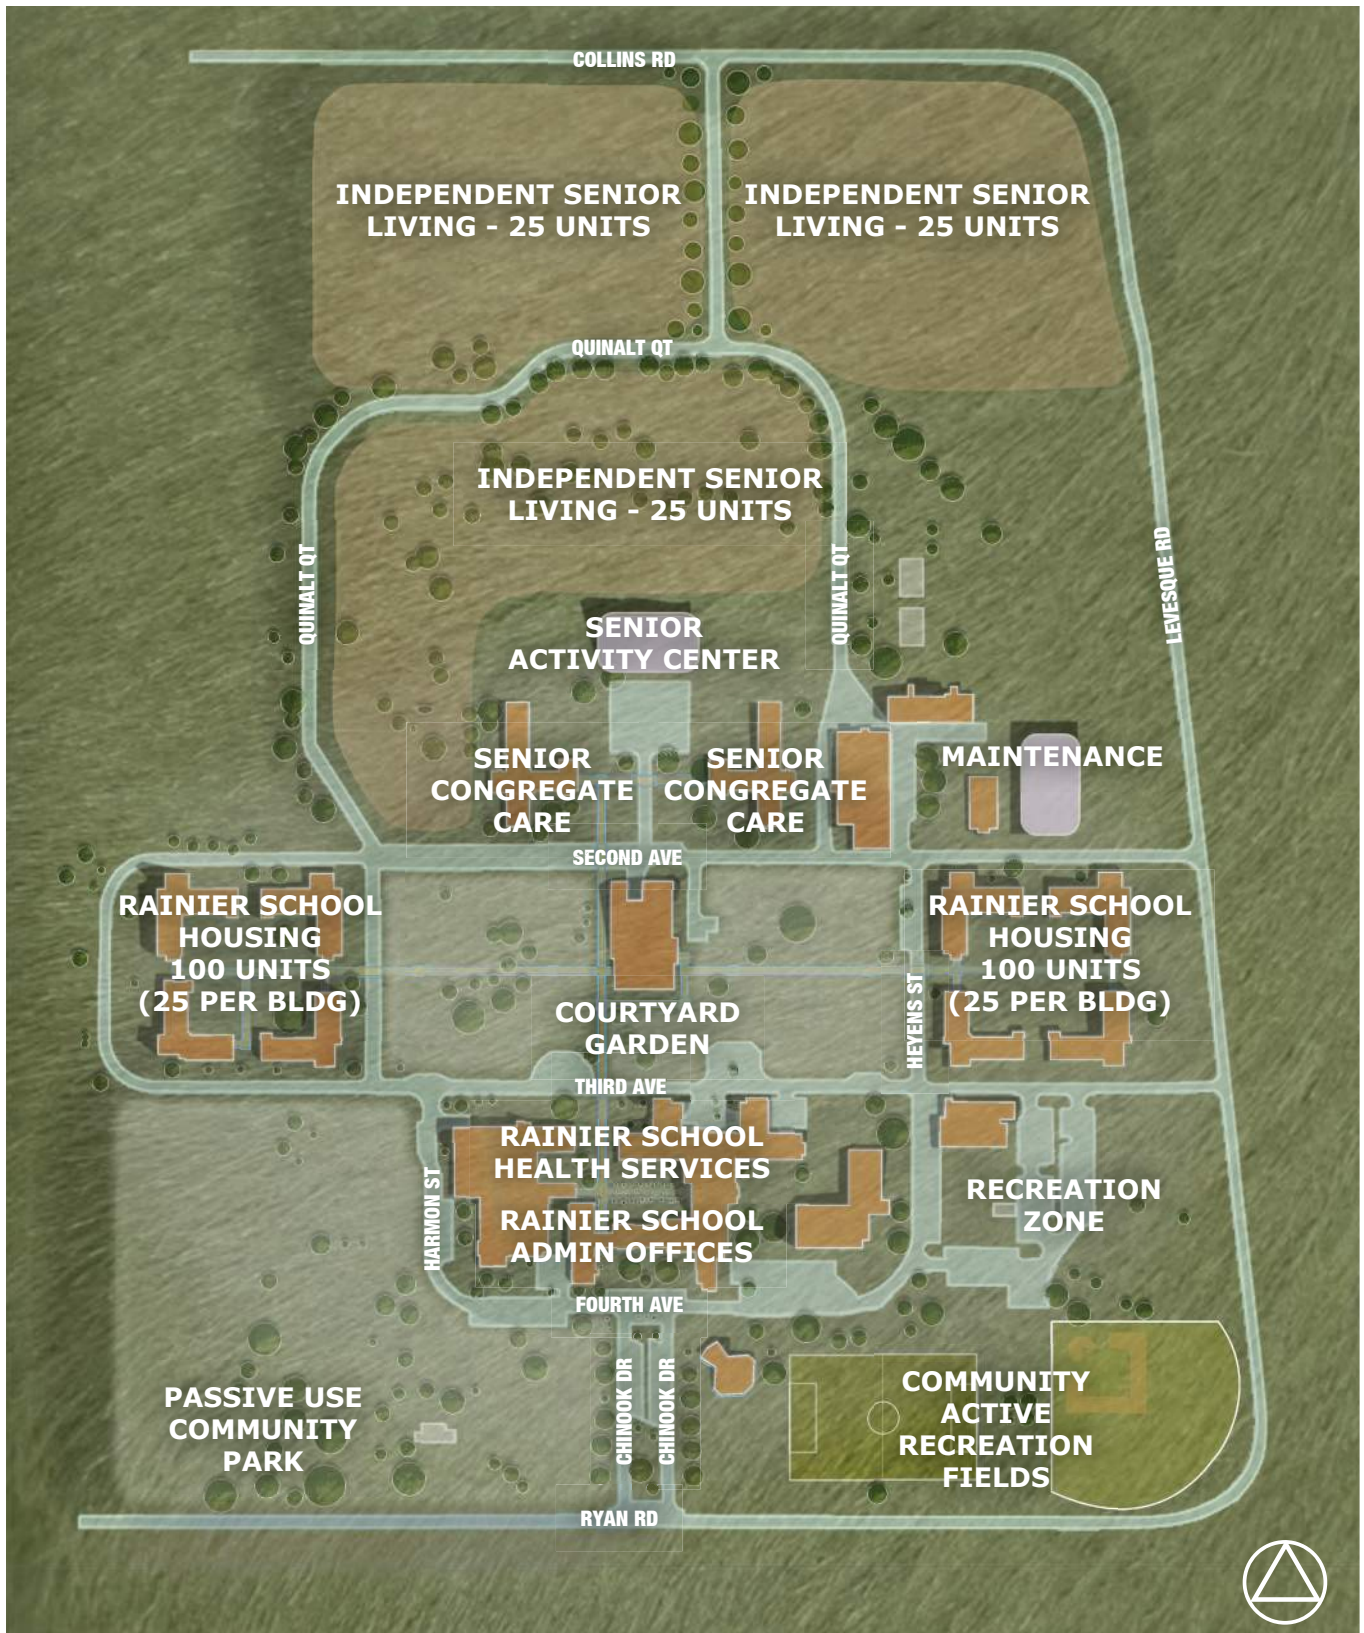 COLLINS RD
INDEPENDENT SENIOR
LIVING - 25 UNITS
INDEPENDENT SENIOR
LIVING - 25 UNITS
QUINALT QT
INDEPENDENT SENIOR
LIVING - 25 UNITS
QUINALT QT
QUINALT QT
LEVESQUE RD
SENIOR
ACTIVITY CENTER
SENIOR
CONGREGATE
CARE
SENIOR
CONGREGATE
CARE
MAINTENANCE
SECOND AVE
RAINIER SCHOOL
HOUSING
100 UNITS
(25 PER BLDG)
RAINIER SCHOOL
HOUSING
100 UNITS
(25 PER BLDG)
COURTYARD
GARDEN
HEYENS ST
THIRD AVE
RAINIER SCHOOL
HEALTH SERVICES
HARMON ST
RAINIER SCHOOL
ADMIN OFFICES
RECREATION
ZONE
FOURTH AVE
CHINOOK DR
CHINOOK DR
PASSIVE USE
COMMUNITY
PARK
COMMUNITY
ACTIVE
RECREATION
FIELDS
RYAN RD